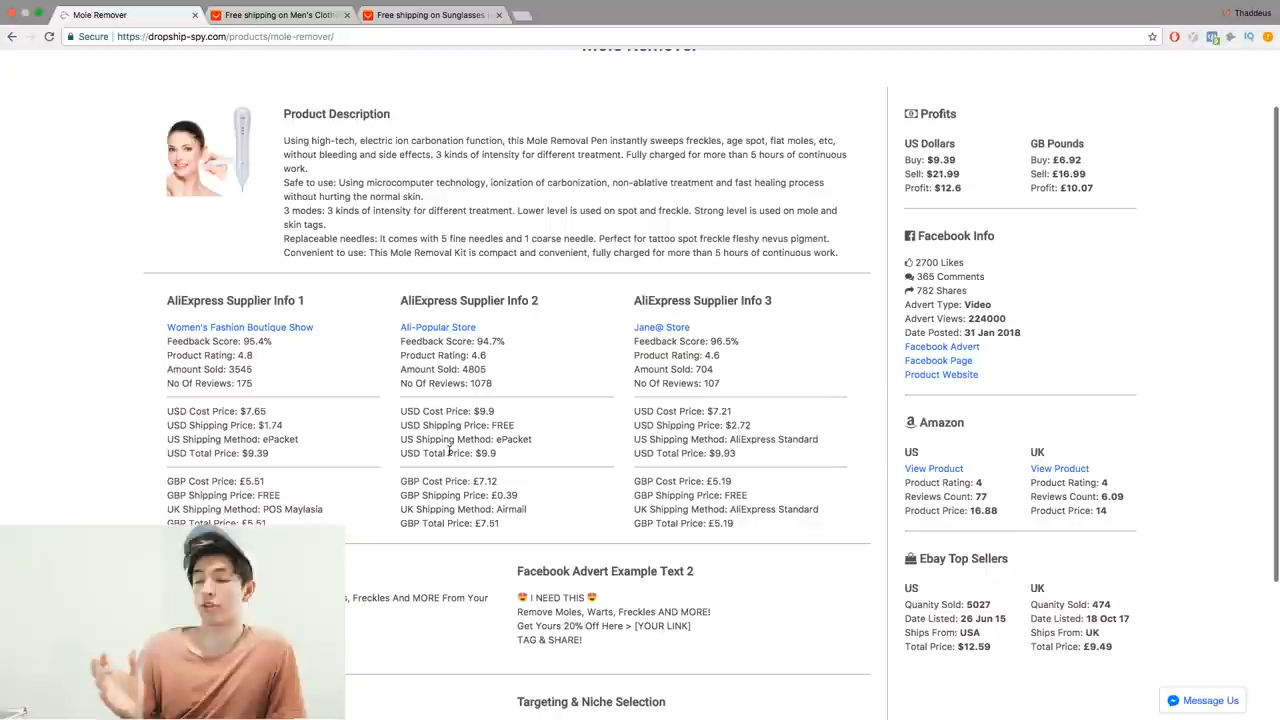 Mole Remover
Free shipping on Men's Cloth
Free shipping on Sunglasses
Thaddeus
Secure
https://dropship-spy.com/products/mole-remover/
Mole Remover
Product Description
Using high-tech, electric ion carbonation function, this Mole Removal Pen instantly sweeps freckles, age spot, flat moles, etc,
without bleeding and side effects. 3 kinds of intensity for different treatment. Fully charged for more than 5 hours of continuous
work.
Safe to use: Using microcomputer technology, ionization of carbonization, non-ablative treatment and fast healing process
without hurting the normal skin.
3 modes: 3 kinds of intensity for different treatment. Lower level is used on spot and freckle. Strong level is used on mole and
skin tags.
Replaceable needles: It comes with 5 fine needles and 1 coarse needle. Perfect for tattoo spot freckle fleshy nevus pigment.
Convenient to use: This Mole Removal Kit is compact and convenient, fully charged for more than 5 hours of continuous work.
AliExpress Supplier Info 1
Women's Fashion Boutique Show
Feedback Score: 95.4%
Product Rating: 4.8
Amount Sold: 3545
No Of Reviews: 175
USD Cost Price: $7.65
USD Shipping Price: $1.74
US Shipping Method: ePacket
USD Total Price: $9.39
GBP Cost Price: £5.51
GBP Shipping Price: FREE
UK Shipping Method: POS Maylasia
GBP Total Price: £5.51
AliExpress Supplier Info 2
Ali-Popular Store
Feedback Score: 94.7%
Product Rating: 4.6
Amount Sold: 4805
No Of Reviews: 1078
USD Cost Price: $9.9
USD Shipping Price: FREE
US Shipping Method: ePacket
USD Total Price: $9.9
GBP Cost Price: £7.12
GBP Shipping Price: £0.39
UK Shipping Method: Airmail
GBP Total Price: £7.51
AliExpress Supplier Info 3
Jane@ Store
Feedback Score: 96.5%
Product Rating: 4.6
Amount Sold: 704
No Of Reviews: 107
USD Cost Price: $7.21
USD Shipping Price: $2.72
US Shipping Method: AliExpress Standard
USD Total Price: $9.93
GBP Cost Price: £5.19
GBP Shipping Price: FREE
UK Shipping Method: AliExpress Standard
GBP Total Price: £5.19
s, Freckles And MORE From Your
Facebook Advert Example Text 2
I NEED THIS
Remove Moles, Warts, Freckles AND MORE!
Get Yours 20% Off Here > [YOUR LINK]
TAG & SHARE!
Targeting & Niche Selection
Profits
US Dollars
Buy: $9.39
Sell: $21.99
Profit: $12.6
GB Pounds
Buy: £6.92
Sell: £16.99
Profit: £10.07
Facebook Info
2700 Likes
365 Comments
782 Shares
Advert Type: Video
Advert Views: 224000
Date Posted: 31 Jan 2018
Facebook Advert
Facebook Page
Product Website
Amazon
US
View Product
Product Rating: 4
Reviews Count: 77
Product Price: 16.88
UK
View Product
Product Rating: 4
Reviews Count: 6.09
Product Price: 14
Ebay Top Sellers
US
Quanity Sold: 5027
Date Listed: 26 Jun 15
Ships From: USA
Total Price: $12.59
UK
Quanity Sold: 474
Date Listed: 18 Oct 17
Ships From: UK
Total Price: £9.49
Message Us